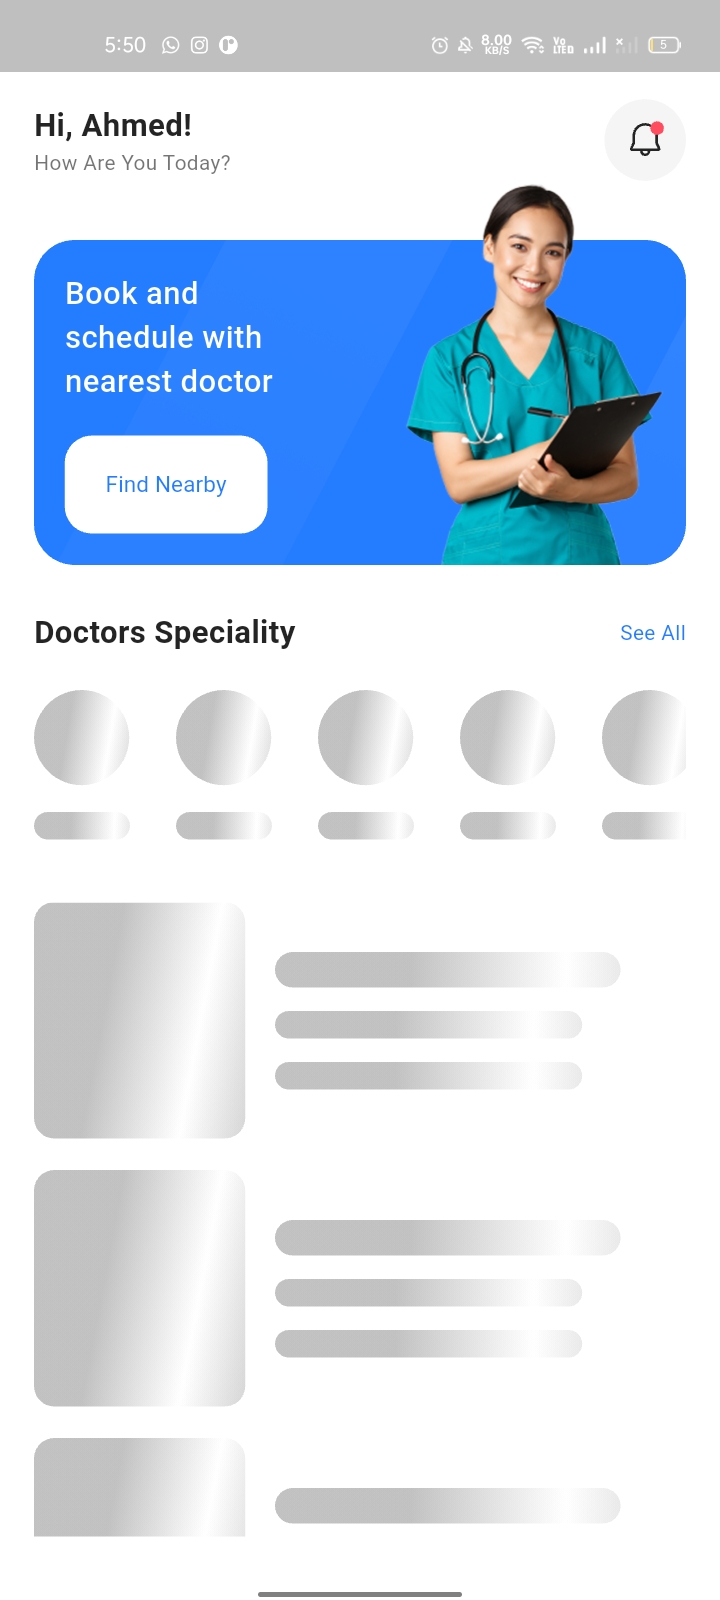 5:50
8.00
KB/S
Vo
LTED
5
Hi, Ahmed!
How Are You Today?
Book and
schedule with
nearest doctor
Find Nearby
Doctors Speciality
See All